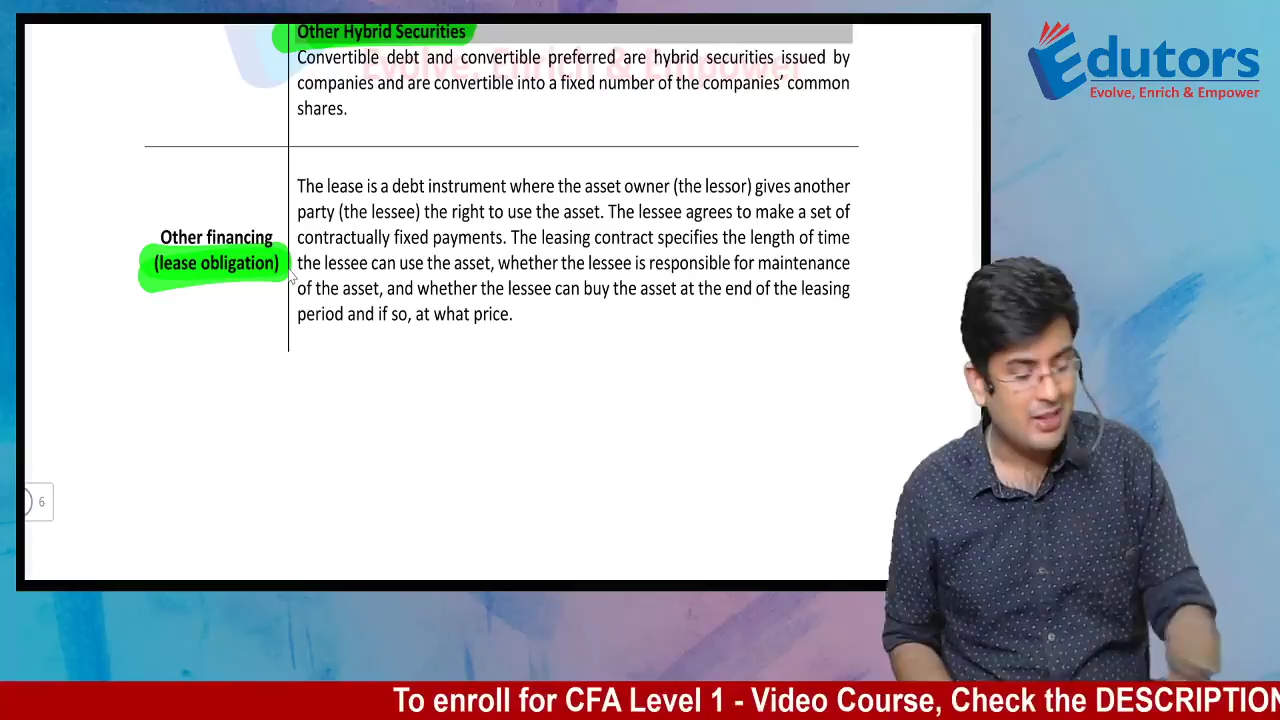 Other Hybrid Securities
Convertible debt and convertible preferred are hybrid securities issued by
companies and are convertible into a fixed number of the companies' common
shares.
Evolve, Enrich & Empower
Other financing
(lease obligation)
The lease is a debt instrument where the asset owner (the lessor) gives another
party (the lessee) the right to use the asset. The lessee agrees to make a set of
contractually fixed payments. The leasing contract specifies the length of time
the lessee can use the asset, whether the lessee is responsible for maintenance
of the asset, and whether the lessee can buy the asset at the end of the leasing
period and if so, at what price.
6
Edutors
Evolve, Enrich & Empower
To enroll for CFA Level 1 - Video Course, Check the DESCRIPTION